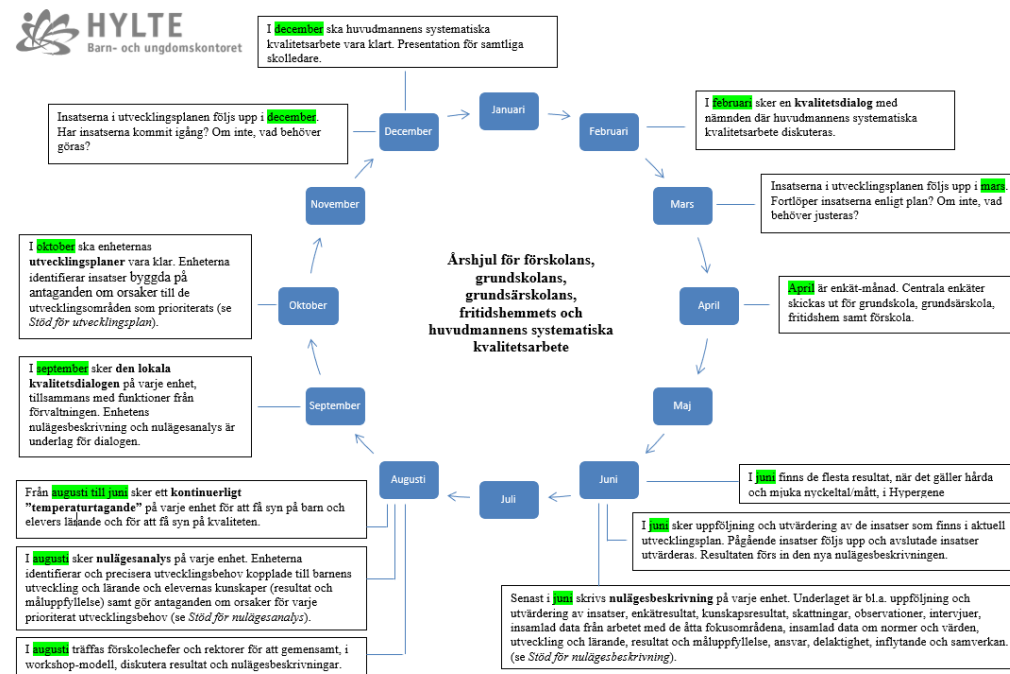 HYLTE
Barn- och ungdomskontoret
I december ska huvudmannens systematiska
kvalitetsarbete vara klart. Presentation för samtliga
skolledare.
Insatserna i utvecklingsplanen följs upp i december.
Har insatserna kommit igång? Om inte, vad behöver
göras?
I februari sker en kvalitetsdialog med
nämnden där huvudmannens systematiska
kvalitetsarbete diskuteras.
Januari
December
Februari
Insatserna i utvecklingsplanen följs upp i mars.
Fortlöper insatserna enligt plan? Om inte, vad
behöver justeras?
November
Mars
I oktober ska enheternas
utvecklingsplaner vara klar. Enheterna
identifierar insatser byggda på
antaganden om orsaker till de
utvecklingsområden som prioriterats (se
Stöd för utvecklingsplan).
Årshjul för förskolans,
grundskolans,
grundsärskolans,
fritidshemmets och
huvudmannens systematiska
kvalitetsarbete
Oktober
April
April är enkät-månad. Centrala enkäter
skickas ut för grundskola, grundsärskola,
fritidshem samt förskola.
I september sker den lokala
kvalitetsdialogen på varje enhet,
tillsammans med funktioner från
förvaltningen. Enhetens
nulägesbeskrivning och nulägesanalys är
underlag för dialogen.
September
Maj
Augusti
Juli
Juni
Från augusti till juni sker ett kontinuerligt
”temperaturtagande” på varje enhet för att få syn på barn och
elevers lärande och för att få syn på kvaliteten.
I juni finns de flesta resultat, när det gäller hårda
och mjuka nyckeltal/mått, i Hypergene
I juni sker uppföljning och utvärdering av de insatser som finns i aktuell
utvecklingsplan. Pågående insatser följs upp och avslutade insatser
utvärderas. Resultaten förs in den nya nulägesbeskrivningen.
I augusti sker nulägesanalys på varje enhet. Enheterna
identifierar och precisera utvecklingsbehov kopplade till barnens
utveckling och lärande och elevernas kunskaper (resultat och
måluppfyllelse) samt gör antaganden om orsaker för varje
prioriterat utvecklingsbehov (se Stöd för nulägesanalys).
Senast i juni skrivs nulägesbeskrivning på varje enhet. Underlaget är bl.a. uppföljning och
utvärdering av insatser, enkätresultat, kunskapsresultat, skattningar, observationer, intervjuer,
insamlad data från arbetet med de åtta fokusområdena, insamlad data om normer och värden,
utveckling och lärande, resultat och måluppfyllelse, ansvar, delaktighet, inflytande och samverkan.
(se Stöd för nulägesbeskrivning).
I augusti träffas förskolechefer och rektorer för att gemensamt, i
workshop-modell, diskutera resultat och nulägesbeskrivningar.